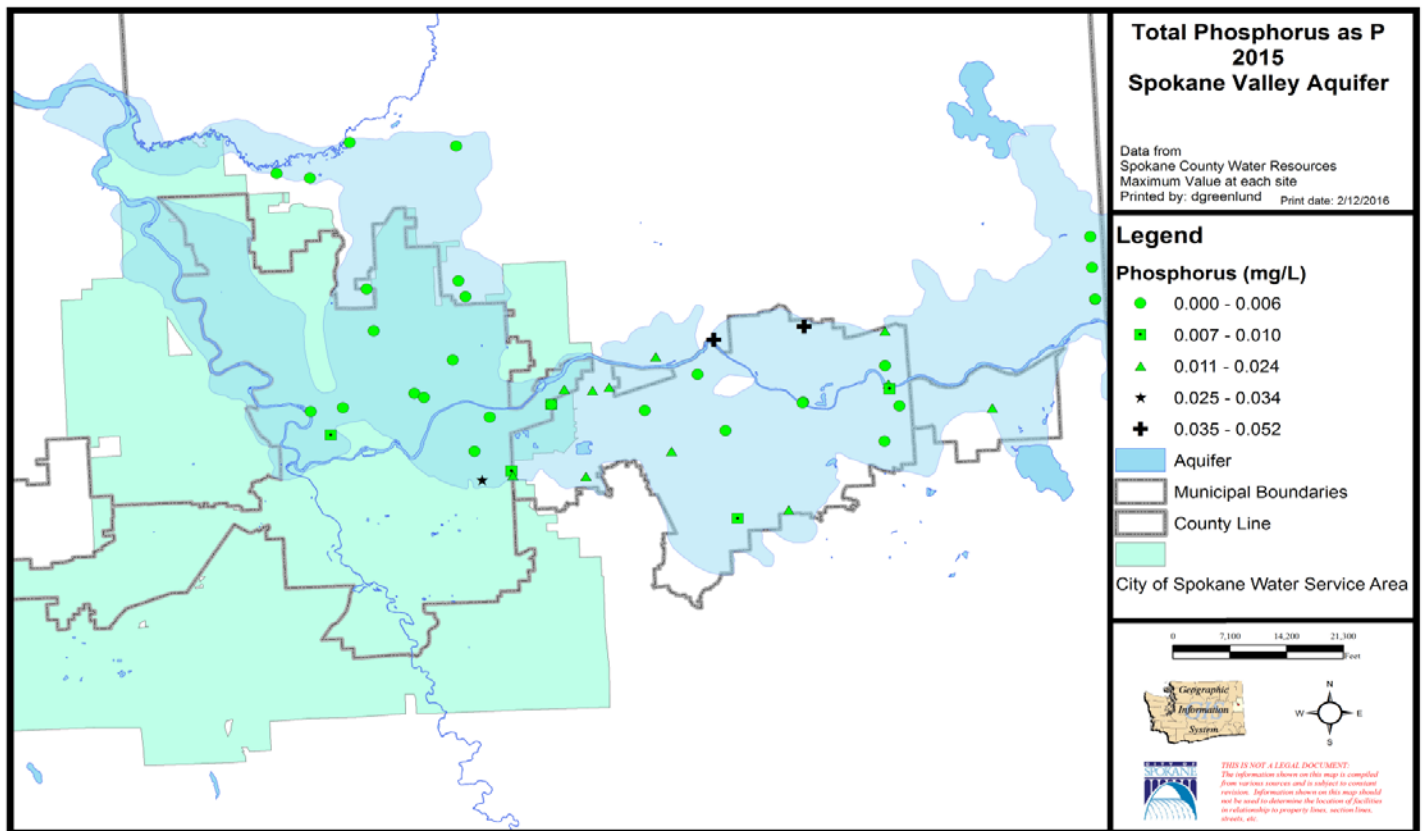 Total Phosphorus as P
2015
Spokane Valley Aquifer
Data from
Spokane County Water Resources
Maximum Value at each site
Printed by: dgreenlund Print date: 2/12/2016
Legend
Phosphorus (mg/L)
0.000 - 0.006
0.007 - 0.010
0.011 - 0.024
0.025 - 0.034
0.035 - 0.052
Aquifer
Municipal Boundaries
County Line
City of Spokane Water Service Area
0 7,100 14,200 21,300
Feet
Geographic
Information
System
GIS
N
W E
S
CITY OF
SPOKANE
THIS IS NOT A LEGAL DOCUMENT:
The information shown on this map is compiled
from various sources and is subject to constant
revision. Information shown on this map should
not be used to determine the location of facilities
in relationship to property lines, section lines,
streets, etc.